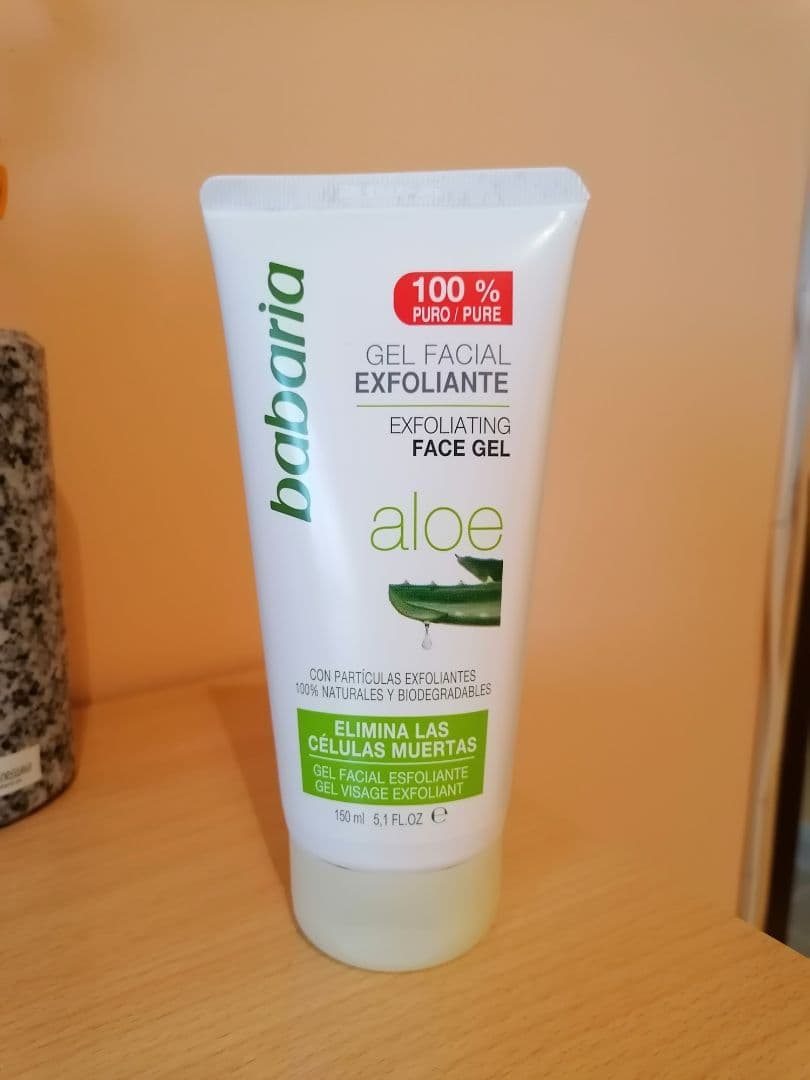 babaria
100 %
PURO / PURE
GEL FACIAL
EXFOLIANTE
EXFOLIATING
FACE GEL
aloe
CON PARTÍCULAS EXFOLIANTES
100% NATURALES Y BIODEGRADABLES
ELIMINA LAS
CÉLULAS MUERTAS
GEL FACIAL ESFOLIANTE
GEL VISAGE EXFOLIANT
150 ml 5,1 FL.OZ ℮